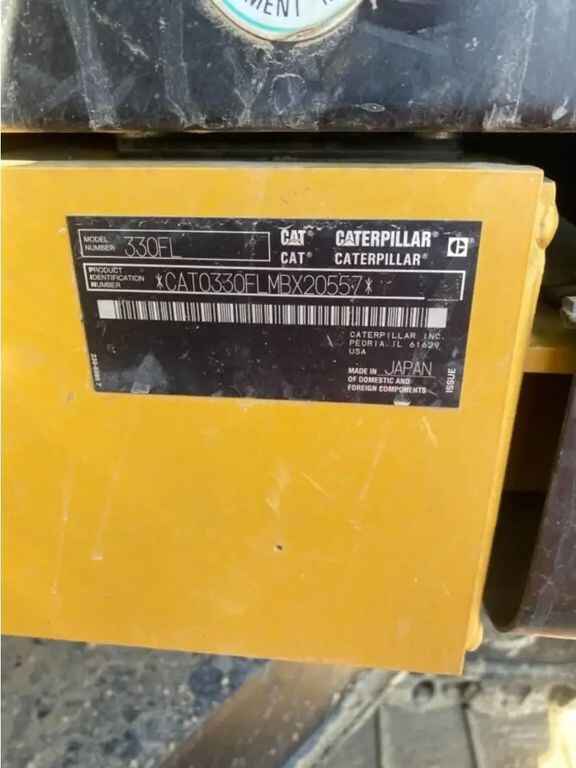 MENT
MODEL NUMBER 330FL
CAT CATERPILLAR
CAT® CATERPILLAR®
PRODUCT IDENTIFICATION NUMBER *CAT0330FLMBX20557*
CATERPILLAR INC.
PEORIA, IL 61629
USA
MADE IN JAPAN
OF DOMESTIC AND
FOREIGN COMPONENTS
ISSUE